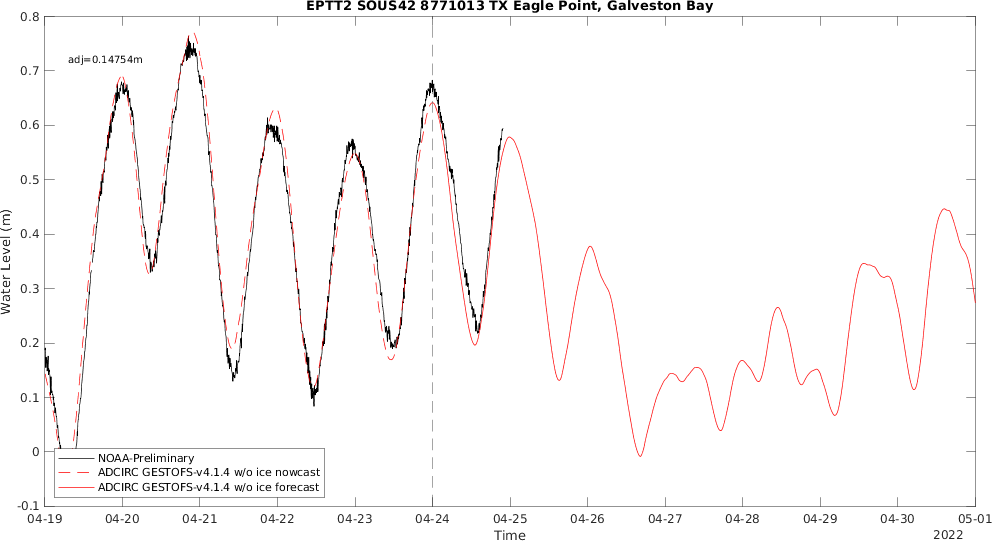 EPTT2 SOUS42 8771013 TX Eagle Point, Galveston Bay
0.8
0.7
0.6
0.5
0.4
0.3
0.2
0.1
0
-0.1
Water Level (m)
adj=0.14754m
NOAA-Preliminary
ADCIRC GESTOFS-v4.1.4 w/o ice nowcast
ADCIRC GESTOFS-v4.1.4 w/o ice forecast
04-19 04-20 04-21 04-22 04-23 04-24 04-25 04-26 04-27 04-28 04-29 04-30 05-01
Time
2022